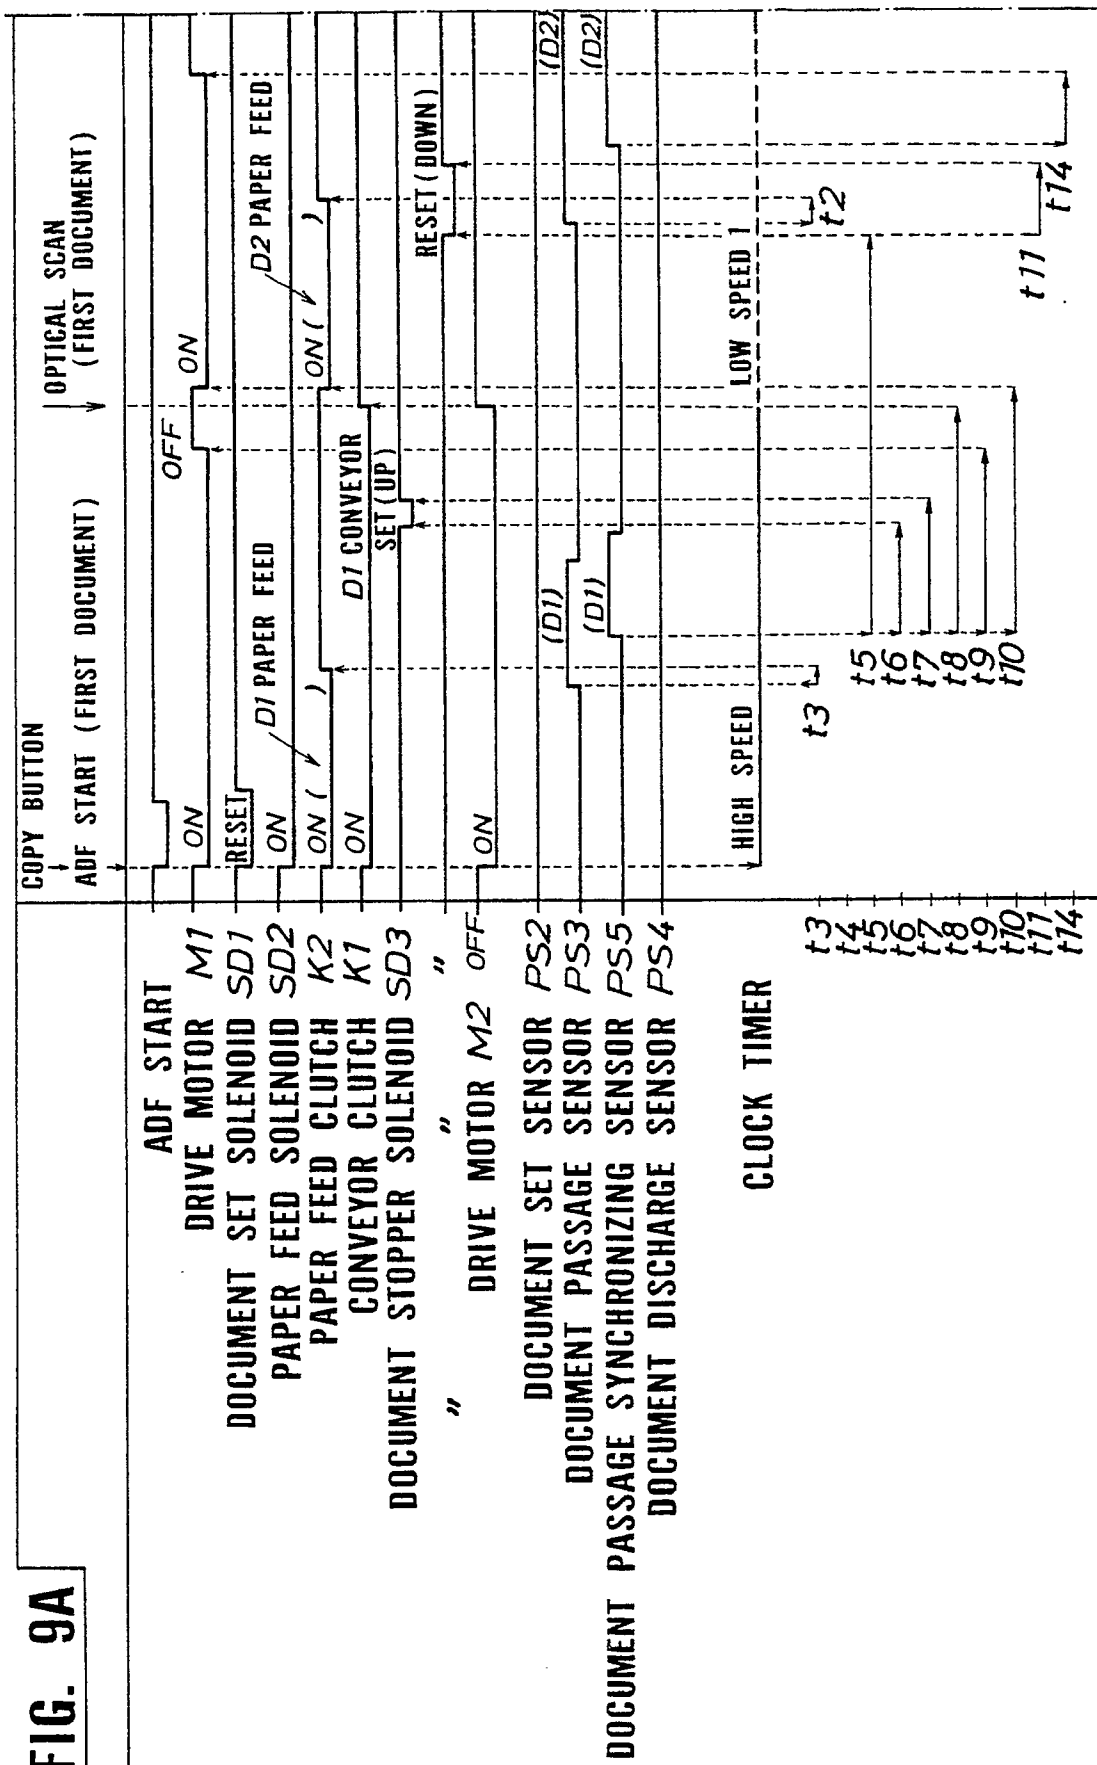 FIG. 9A
COPY BUTTON
ADF START (FIRST DOCUMENT)
OPTICAL SCAN
(FIRST DOCUMENT)
ADF START
DRIVE MOTOR M1 ON OFF ON
DOCUMENT SET SOLENOID SD1 RESET
PAPER FEED SOLENOID SD2 ON
D1 PAPER FEED D2 PAPER FEED
PAPER FEED CLUTCH K2 ON ( ) ON ( )
CONVEYOR CLUTCH K1 ON D1 CONVEYOR
DOCUMENT STOPPER SOLENOID SD3 SET (UP)
" " " RESET (DOWN)
DRIVE MOTOR M2 OFF ON
DOCUMENT SET SENSOR PS2
DOCUMENT PASSAGE SENSOR PS3 (D1) (D2)
DOCUMENT PASSAGE SYNCHRONIZING SENSOR PS5 (D1) (D2)
DOCUMENT DISCHARGE SENSOR PS4
CLOCK TIMER HIGH SPEED LOW SPEED 1
t3 t3 t2
t4
t5 t5
t6 t6
t7 t7
t8 t8
t9 t9
t10 t10
t11 t11
t14 t14